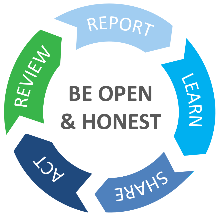 REPORT
LEARN
SHARE
ACT
REVIEW
BE OPEN
& HONEST